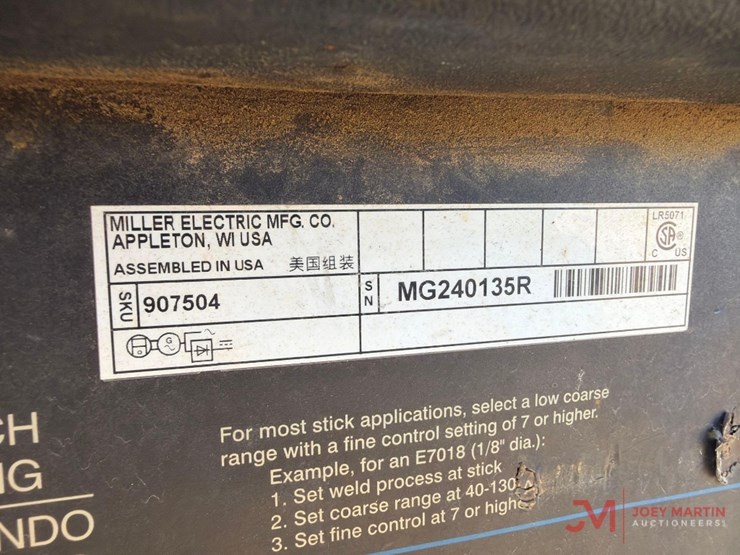 MILLER ELECTRIC MFG. CO.
APPLETON, WI USA
ASSEMBLED IN USA 美国组装
LR5071
SA ®
C US
SKU 907504
SN MG240135R
G
For most stick applications, select a low coarse
range with a fine control setting of 7 or higher.
Example, for an E7018 (1/8" dia.):
1. Set weld process at stick
2. Set coarse range at 40-130 A
3. Set fine control at 7 or higher
CH
NG
NDO
JM JOEY MARTIN
AUCTIONEERS